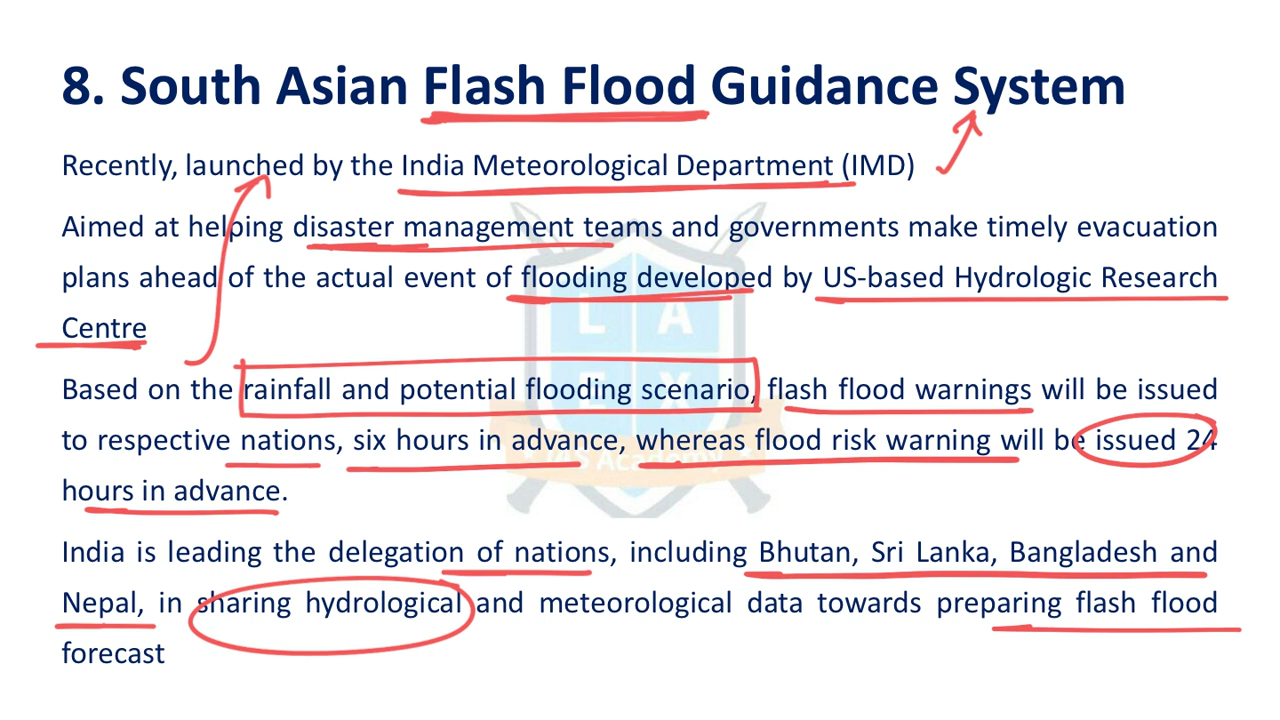 8. South Asian Flash Flood Guidance System
Recently, launched by the India Meteorological Department (IMD)
Aimed at helping disaster management teams and governments make timely evacuation
plans ahead of the actual event of flooding developed by US-based Hydrologic Research
Centre
Based on the rainfall and potential flooding scenario, flash flood warnings will be issued
to respective nations, six hours in advance, whereas flood risk warning will be issued 24
hours in advance.
India is leading the delegation of nations, including Bhutan, Sri Lanka, Bangladesh and
Nepal, in sharing hydrological and meteorological data towards preparing flash flood
forecast
L A
E X
IAS Academy